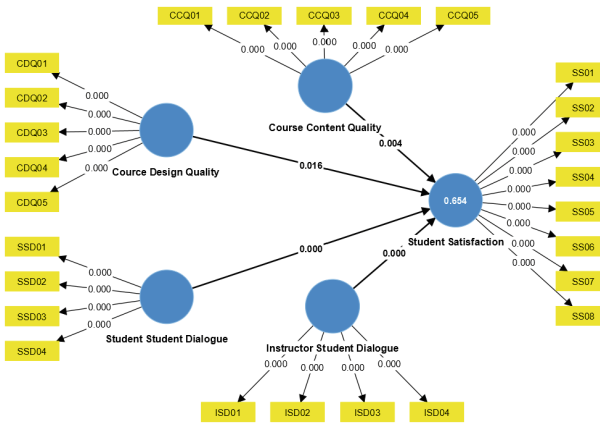 CCQ01 CCQ02 CCQ03 CCQ04 CCQ05
0.000 0.000 0.000 0.000 0.000
Course Content Quality
CDQ01
CDQ02
CDQ03
CDQ04
CDQ05
0.000
0.000
0.000
0.000
0.000
Cource Design Quality
0.004
0.016
0.000
0.000
0.654
Student Satisfaction
SS01
SS02
SS03
SS04
SS05
SS06
SS07
SS08
0.000
0.000
0.000
0.000
0.000
0.000
0.000
0.000
SSD01
SSD02
SSD03
SSD04
0.000
0.000
0.000
0.000
Student Student Dialogue
Instructor Student Dialogue
0.000 0.000 0.000 0.000
ISD01 ISD02 ISD03 ISD04